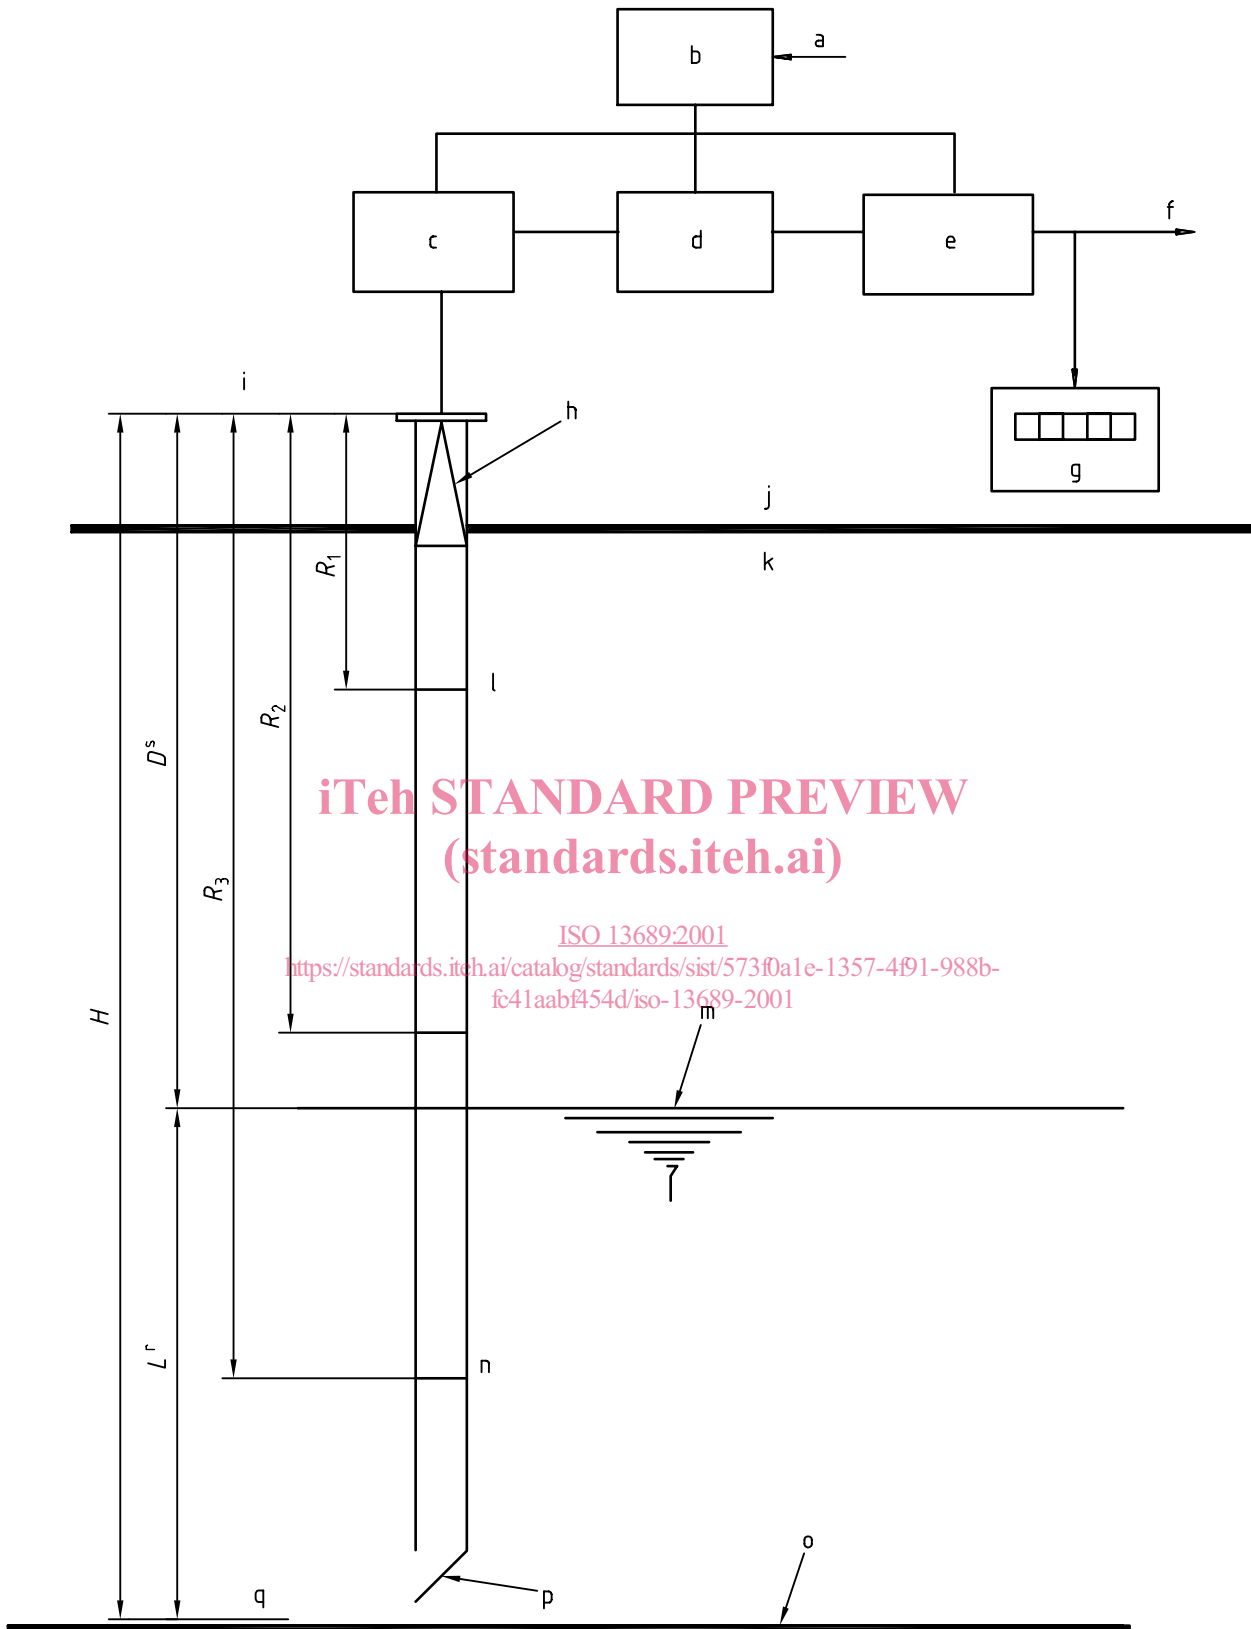 a
b
c
d
e
f
g
h
i
j
k
R1
l
R2
Ds
iTeh STANDARD PREVIEW
(standards.iteh.ai)
R3
ISO 13689:2001
https://standards.iteh.ai/catalog/standards/sist/573f0a1e-1357-4f91-988b-
fc41aabf454d/iso-13689-2001
H
m
Lr
n
o
p
q